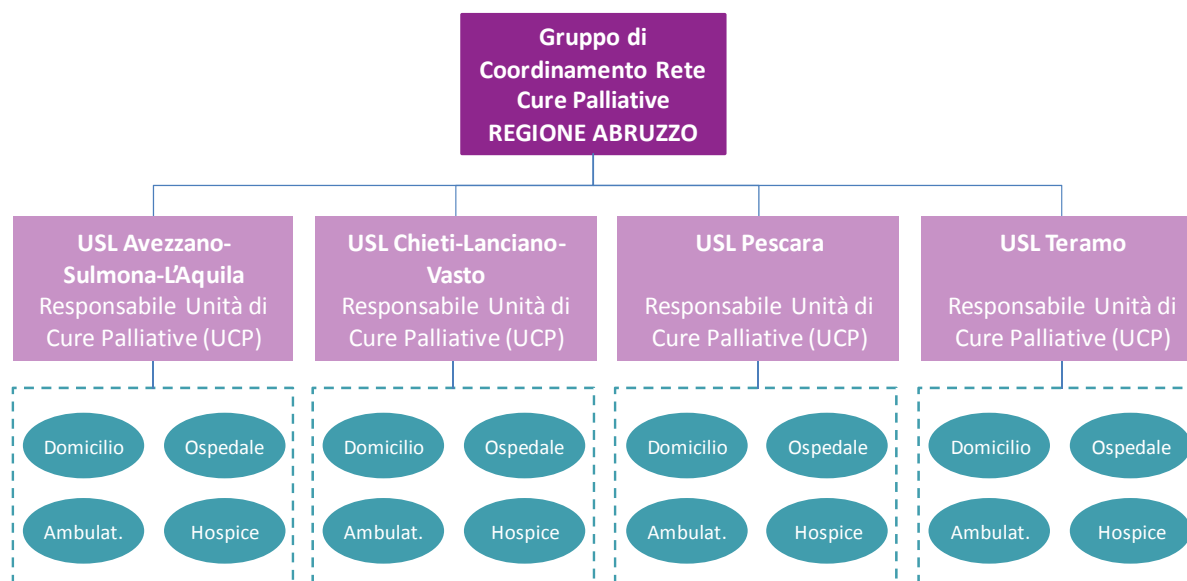 Gruppo di
Coordinamento Rete
Cure Palliative
REGIONE ABRUZZO
USL Avezzano-
Sulmona-L'Aquila
Responsabile Unità di
Cure Palliative (UCP)
USL Chieti-Lanciano-
Vasto
Responsabile Unità di
Cure Palliative (UCP)
USL Pescara
Responsabile Unità di
Cure Palliative (UCP)
USL Teramo
Responsabile Unità di
Cure Palliative (UCP)
Domicilio
Ospedale
Ambulat.
Hospice
Domicilio
Ospedale
Ambulat.
Hospice
Domicilio
Ospedale
Ambulat.
Hospice
Domicilio
Ospedale
Ambulat.
Hospice